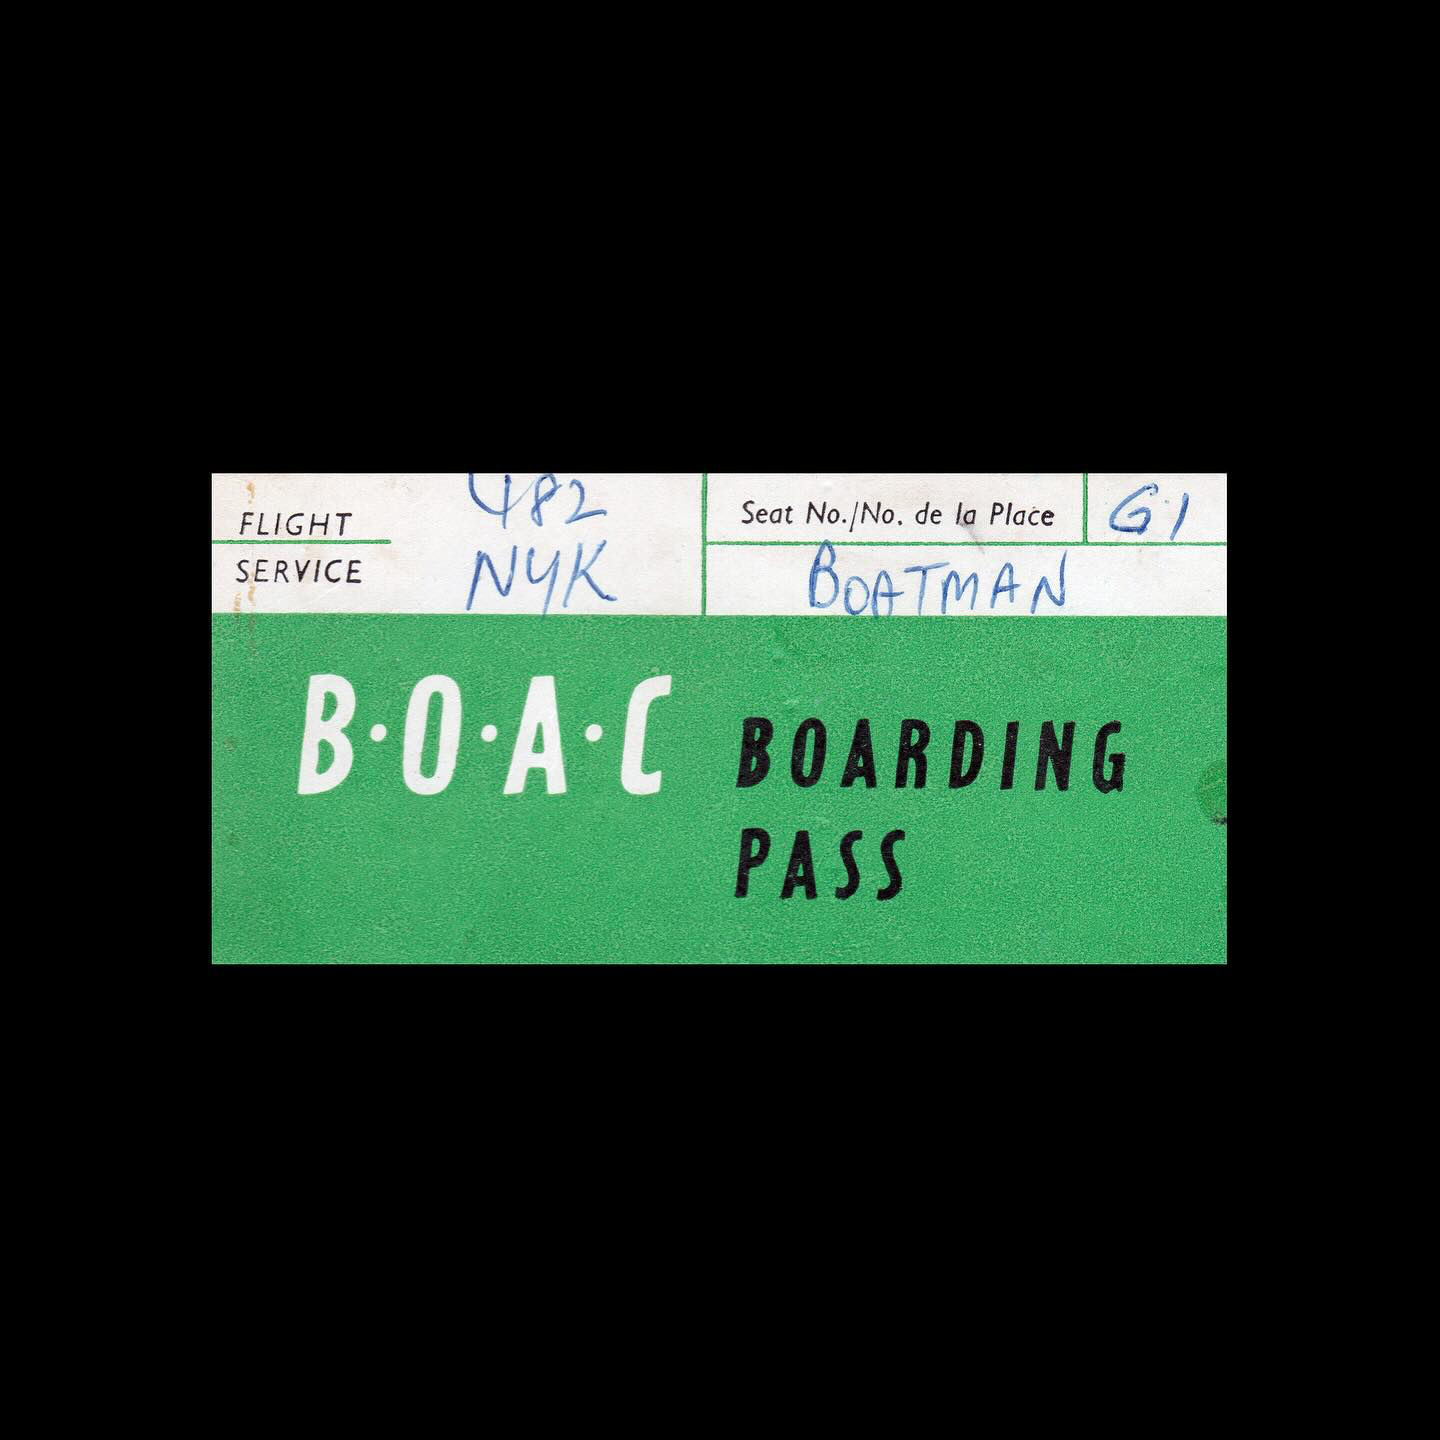 FLIGHT 482
SERVICE NYK
Seat No./No. de la Place G1
BOATMAN
B·O·A·C
BOARDING
PASS